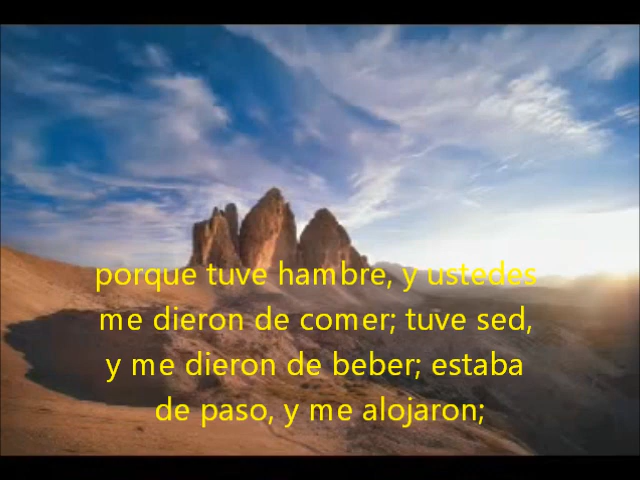 porque tuve hambre, y ustedes
me dieron de comer; tuve sed,
y me dieron de beber; estaba
de paso, y me alojaron;